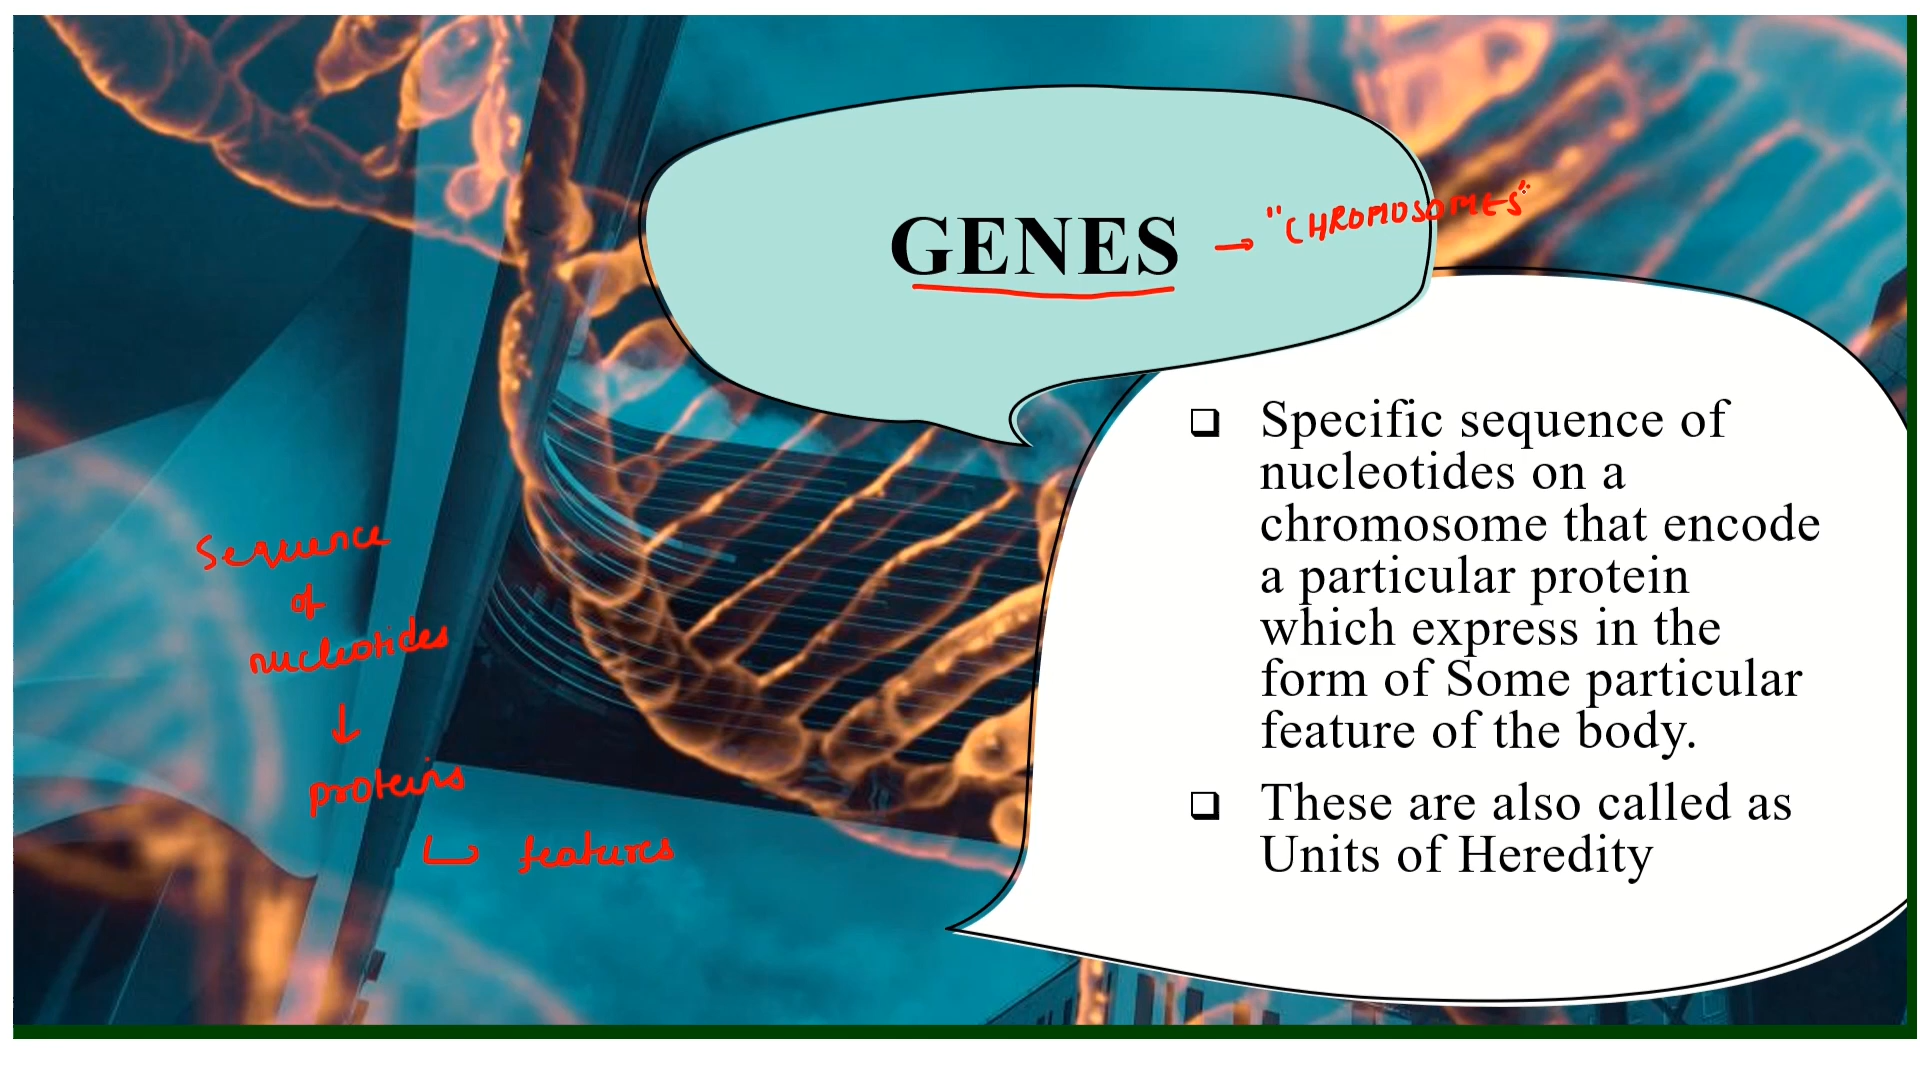 GENES → "CHROMOSOMES"
❑ Specific sequence of
nucleotides on a
chromosome that encode
a particular protein
which express in the
form of Some particular
feature of the body.
❑ These are also called as
Units of Heredity
Sequence
of
nucleotides
↓
proteins
features